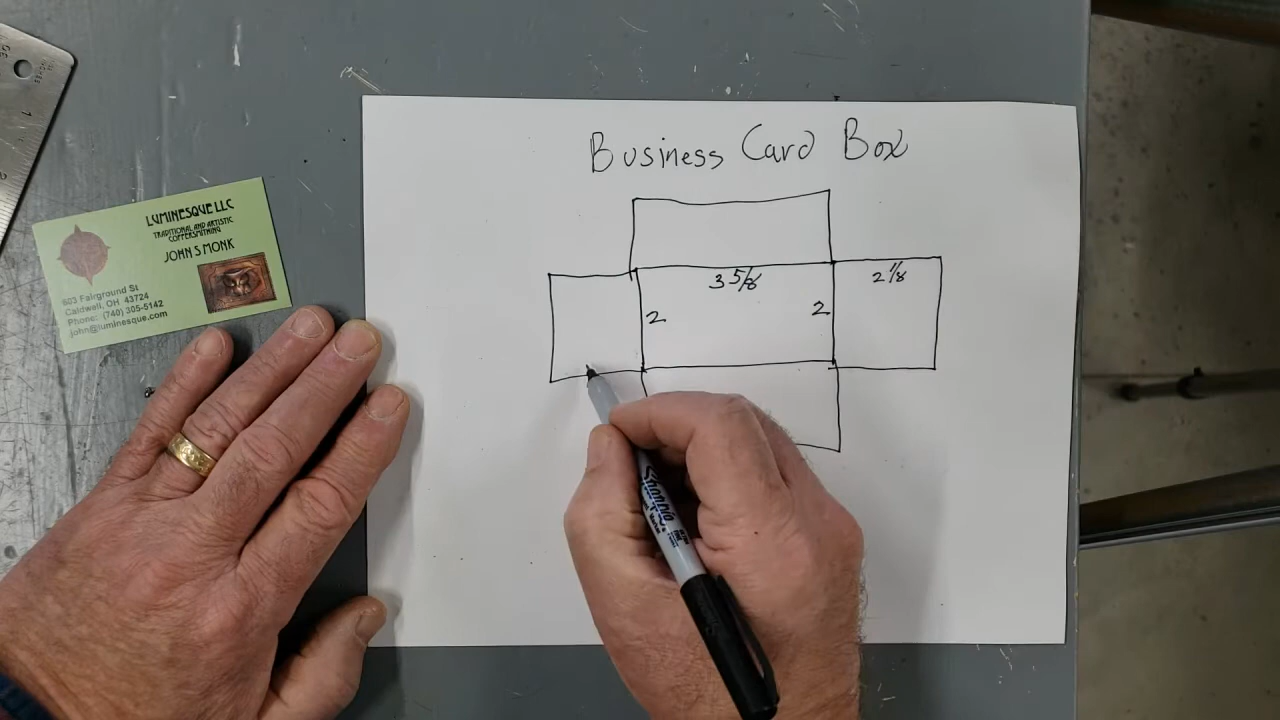 Business Card Box
3 5/8
2 1/8
2
2
LUMINESQUE LLC
TRADITIONAL AND ARTISTIC
COPPERSMITHING
JOHN S MONK
603 Fairground St
Caldwell, OH 43724
Phone: (740) 305-5142
john@luminesque.com
Sharpie